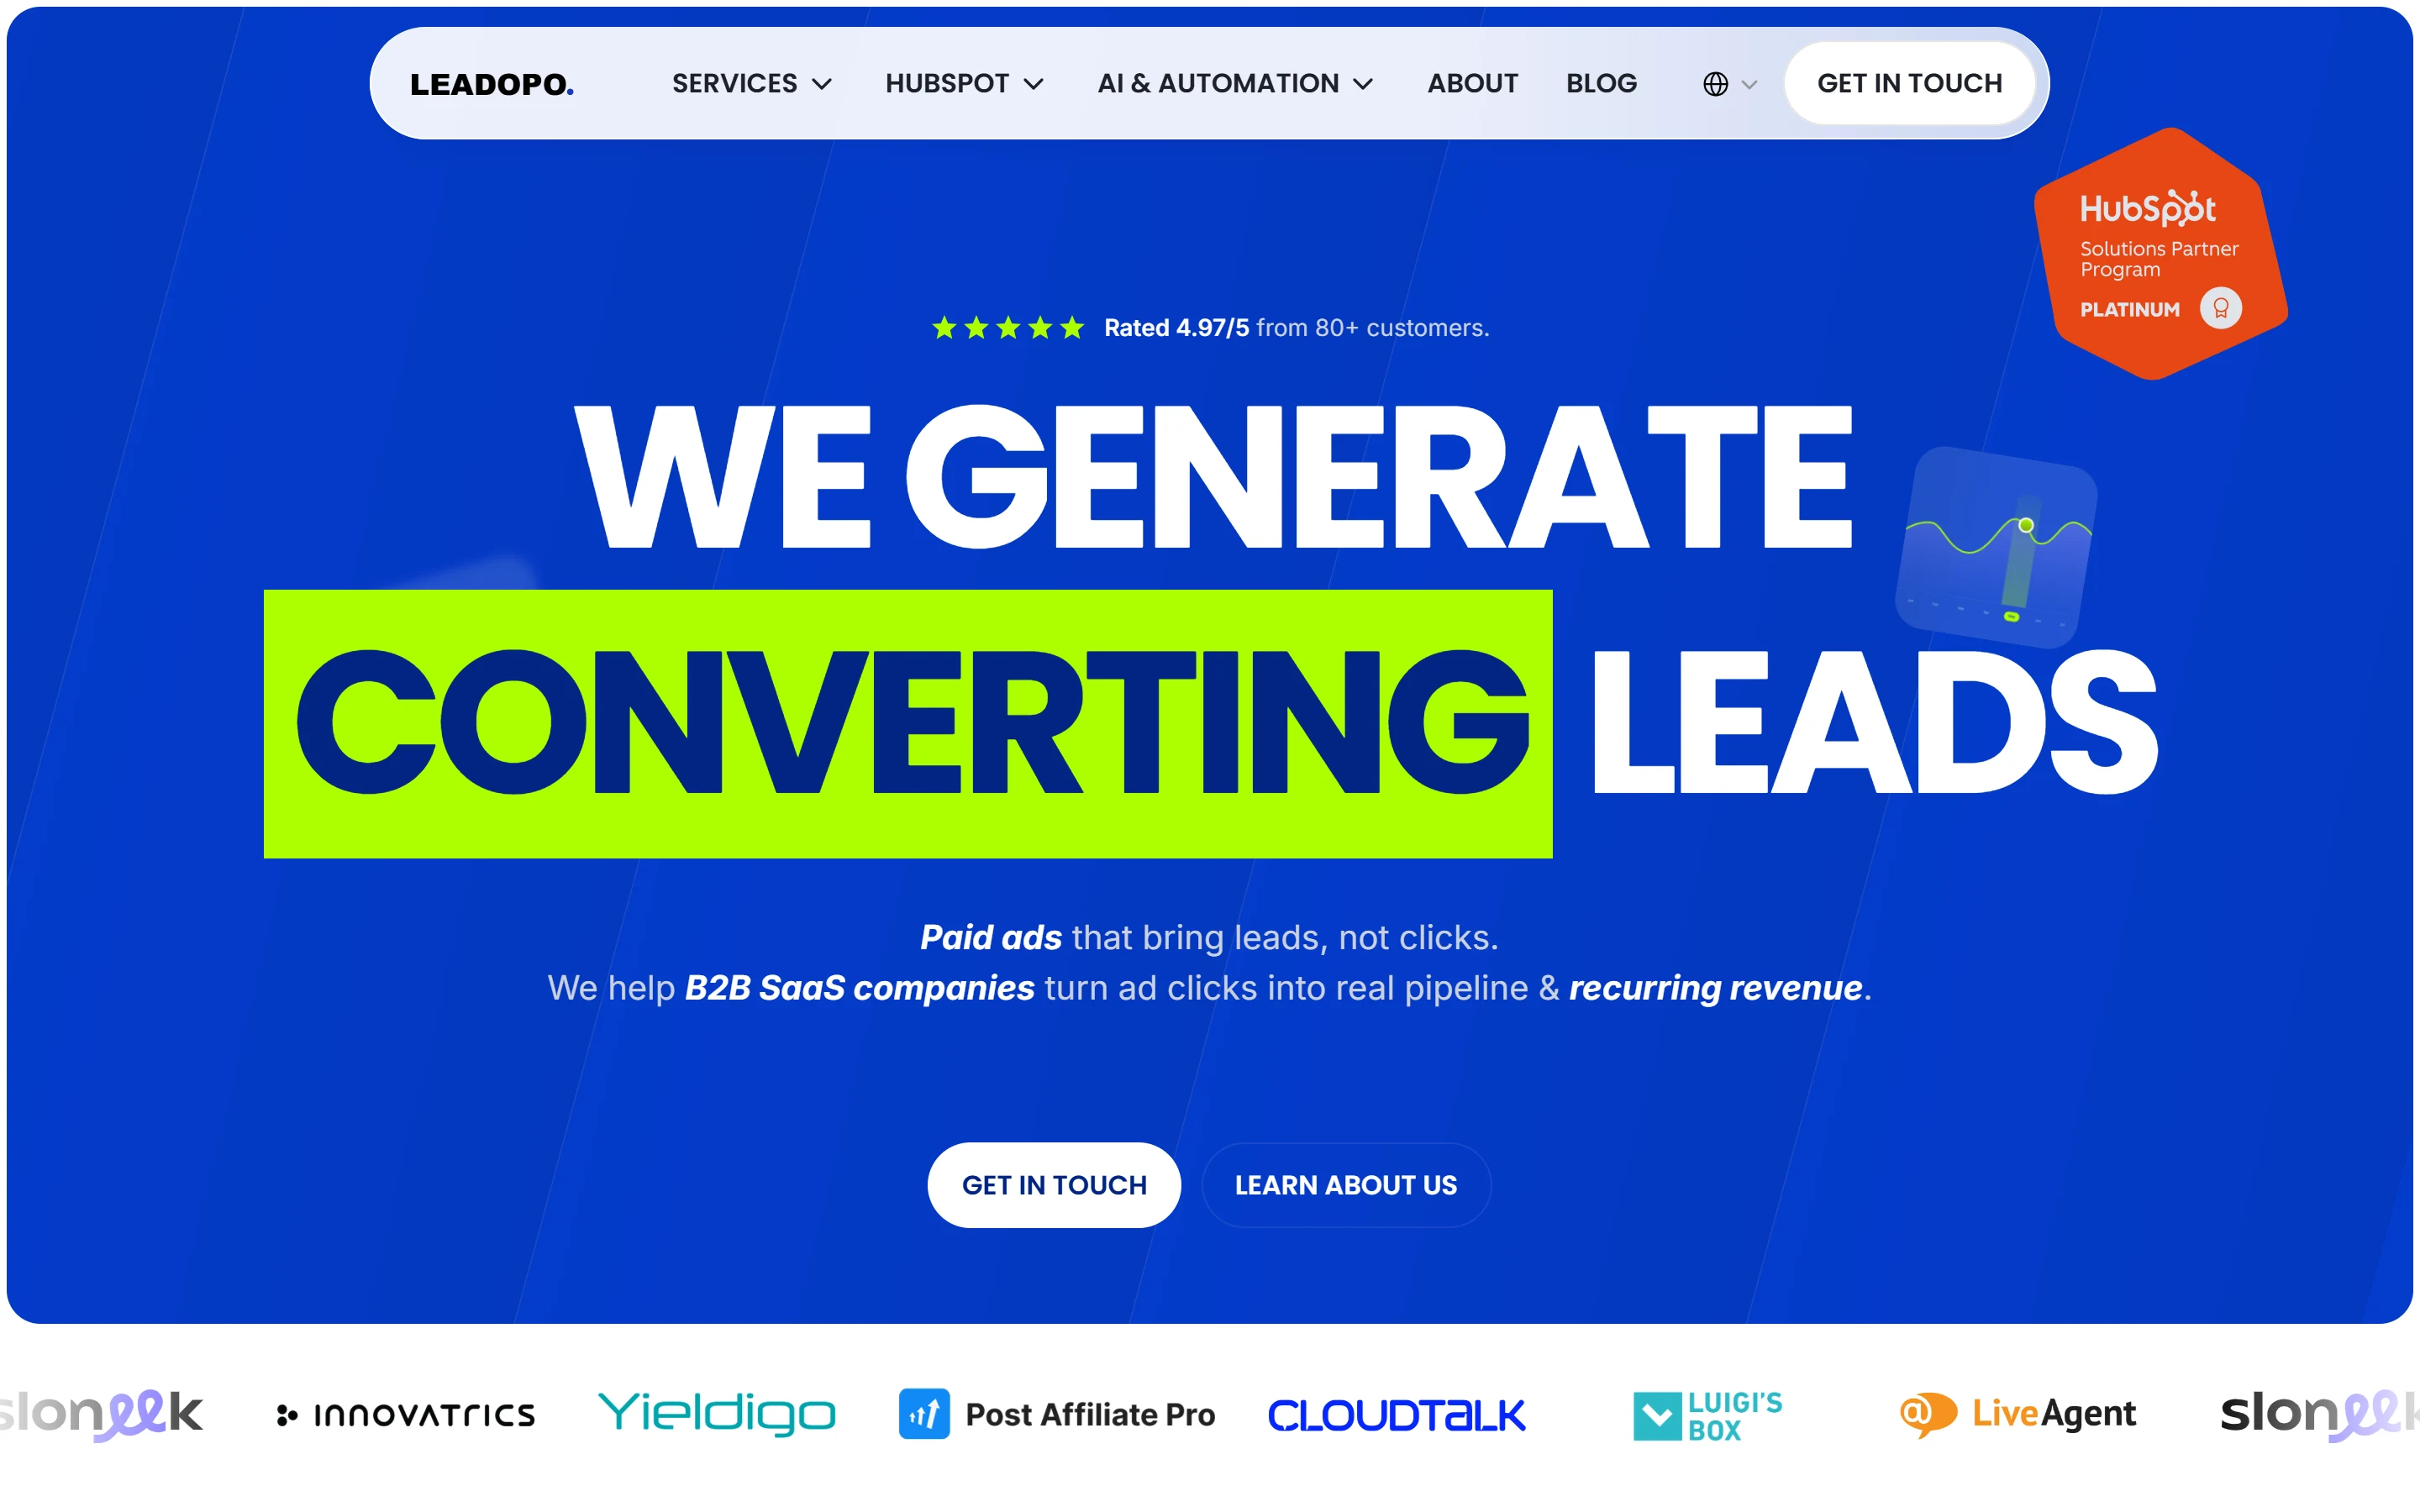 LEADOPO.
SERVICES
HUBSPOT
AI & AUTOMATION
ABOUT
BLOG
GET IN TOUCH
HubSpot
Solutions Partner
Program
PLATINUM
Rated 4.97/5 from 80+ customers.
WE GENERATE
CONVERTING LEADS
Paid ads that bring leads, not clicks.
We help B2B SaaS companies turn ad clicks into real pipeline & recurring revenue.
GET IN TOUCH
LEARN ABOUT US
sloneek
INNOVATRICS
Yieldigo
Post Affiliate Pro
CLOUDTALK
LUIGI'S
BOX
LiveAgent
sloneek